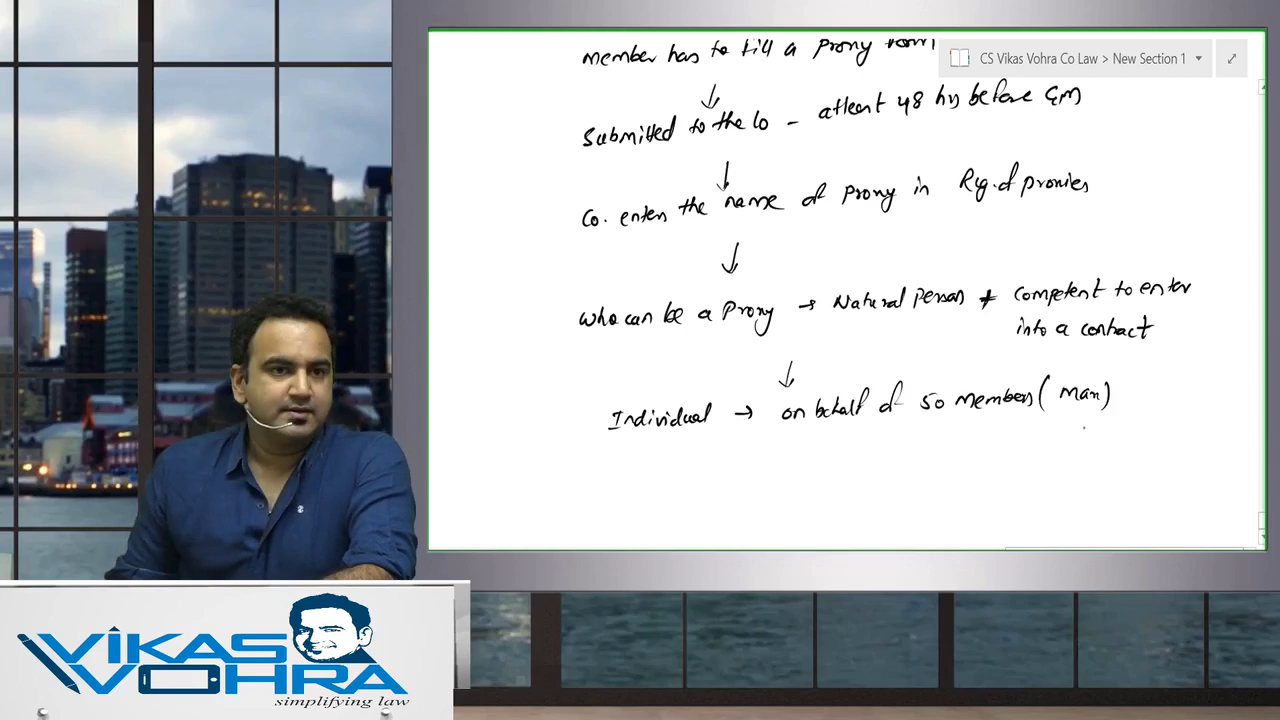 member has to fill a Proxy form
CS Vikas Vohra Co Law > New Section 1
Submitted to the Co - atleast 48 hrs before GM
Co. enters the name of Proxy in Reg. of proxies
Who can be a Proxy → Natural Person + competent to enter
into a contract
Individual → on behalf of 50 members (Max)
VIKAS
VOHRA
simplifying law